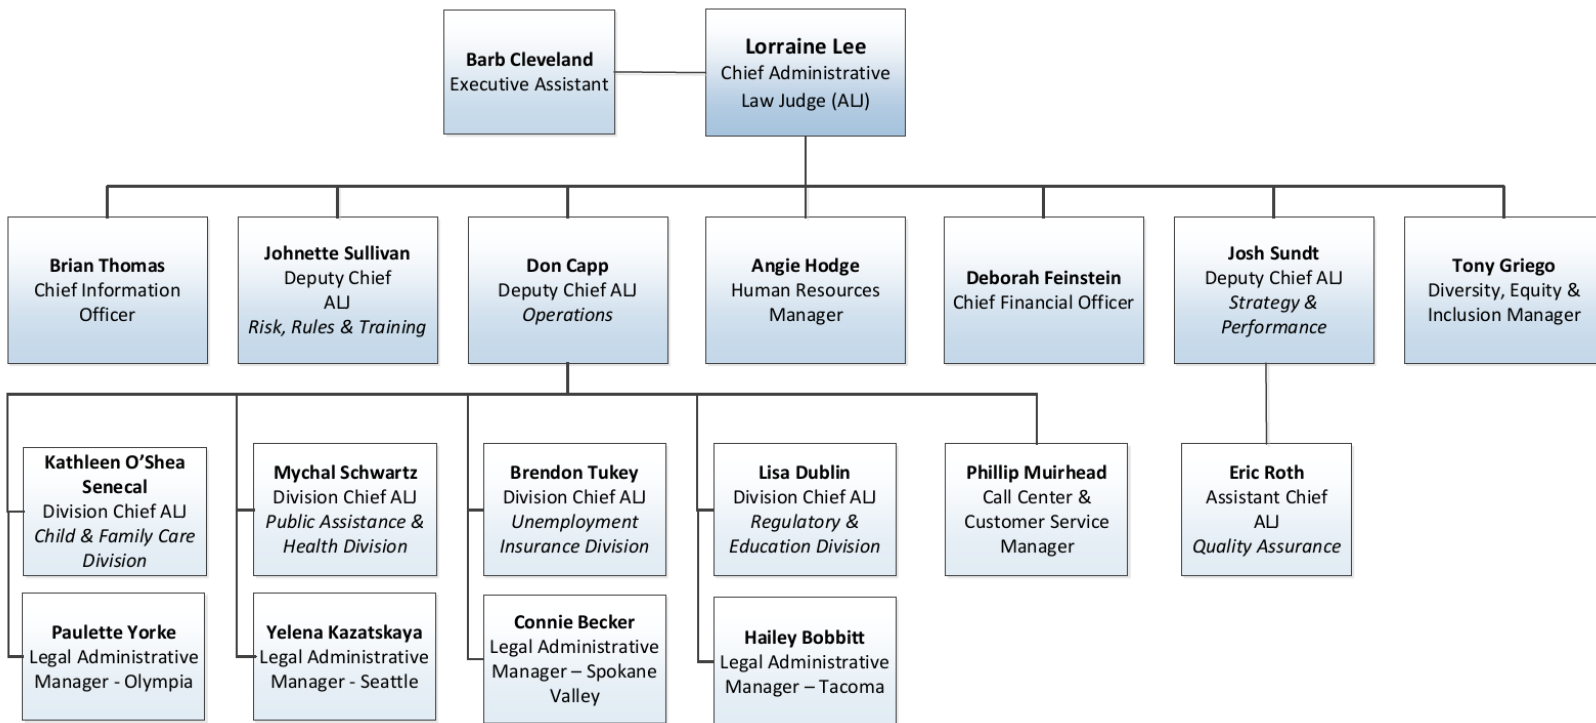 Barb Cleveland
Executive Assistant
Lorraine Lee
Chief Administrative
Law Judge (ALJ)
Brian Thomas
Chief Information
Officer
Johnette Sullivan
Deputy Chief
ALJ
Risk, Rules & Training
Don Capp
Deputy Chief ALJ
Operations
Angie Hodge
Human Resources
Manager
Deborah Feinstein
Chief Financial Officer
Josh Sundt
Deputy Chief ALJ
Strategy &
Performance
Tony Griego
Diversity, Equity &
Inclusion Manager
Kathleen O’Shea
Senecal
Division Chief ALJ
Child & Family Care
Division
Mychal Schwartz
Division Chief ALJ
Public Assistance &
Health Division
Brendon Tukey
Division Chief ALJ
Unemployment
Insurance Division
Lisa Dublin
Division Chief ALJ
Regulatory &
Education Division
Phillip Muirhead
Call Center &
Customer Service
Manager
Eric Roth
Assistant Chief
ALJ
Quality Assurance
Paulette Yorke
Legal Administrative
Manager - Olympia
Yelena Kazatskaya
Legal Administrative
Manager - Seattle
Connie Becker
Legal Administrative
Manager – Spokane
Valley
Hailey Bobbitt
Legal Administrative
Manager – Tacoma